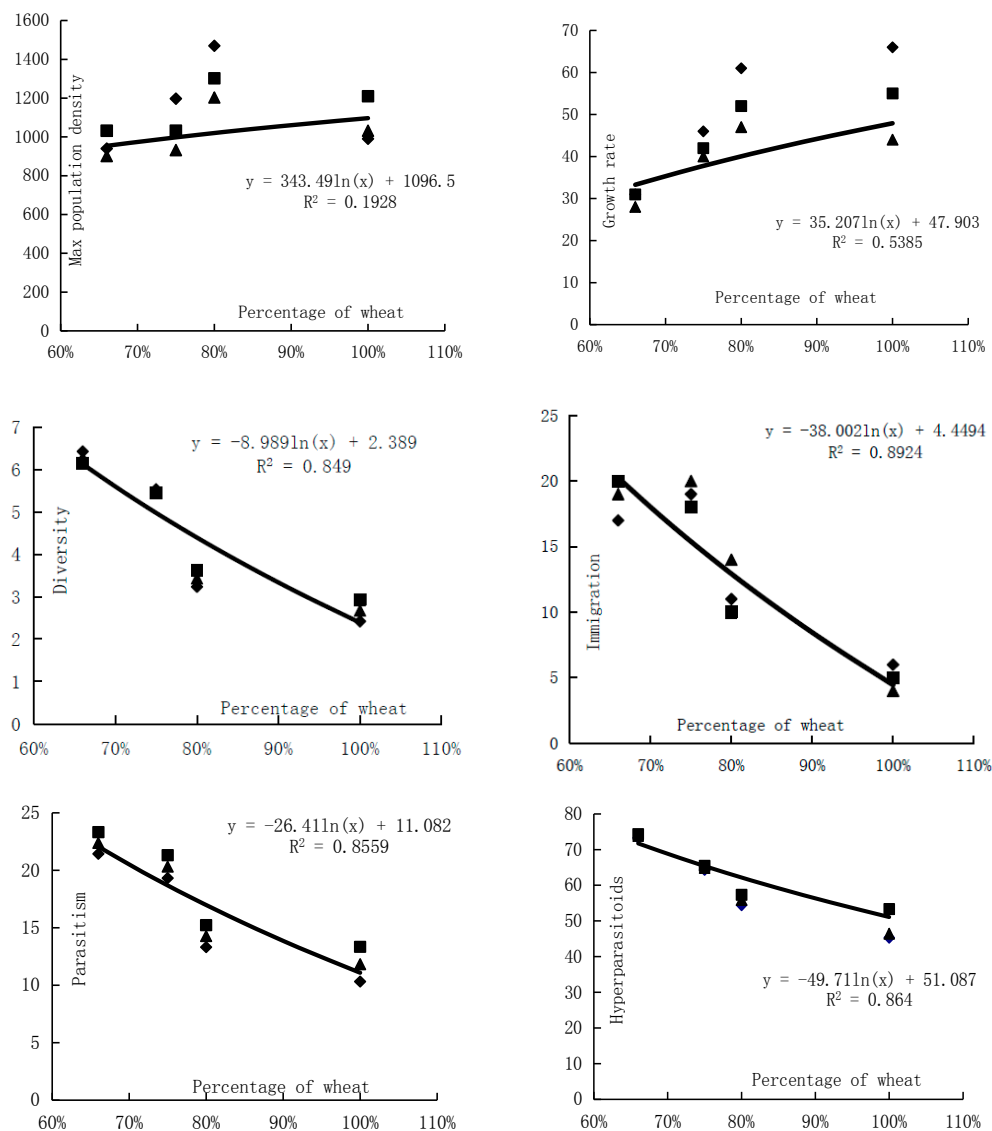 1600
1400
1200
1000
800
600
400
200
0
Max population density
y = 343.49ln(x) + 1096.5
R² = 0.1928
Percentage of wheat
60% 70% 80% 90% 100% 110%
70
60
50
40
30
20
10
0
Growth rate
y = 35.207ln(x) + 47.903
R² = 0.5385
Percentage of wheat
60% 70% 80% 90% 100% 110%
7
6
5
4
3
2
1
0
Diversity
y = -8.989ln(x) + 2.389
R² = 0.849
Percentage of wheat
60% 70% 80% 90% 100% 110%
25
20
15
10
5
0
Immigration
y = -38.002ln(x) + 4.4494
R² = 0.8924
Percentage of wheat
60% 70% 80% 90% 100% 110%
25
20
15
10
5
0
Parasitism
y = -26.41ln(x) + 11.082
R² = 0.8559
Percentage of wheat
60% 70% 80% 90% 100% 110%
80
70
60
50
40
30
20
10
0
Hyperparasitoids
y = -49.71ln(x) + 51.087
R² = 0.864
Percentage of wheat
60% 70% 80% 90% 100% 110%